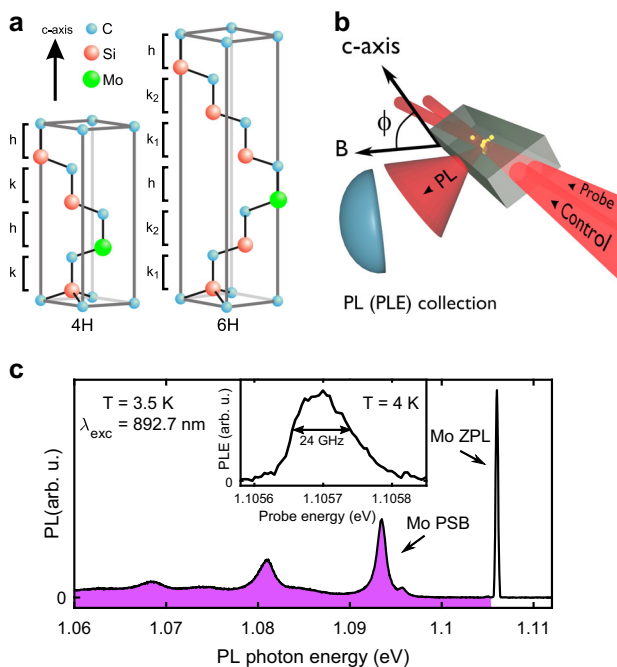 a
c-axis
C
Si
Mo
h
k
h
k
4H
h
k₂
k₁
h
k₂
k₁
6H
b
c-axis
ϕ
B
PL
Probe
Control
PL (PLE) collection
c
T = 3.5 K
λexc = 892.7 nm
PL(arb. u.)
0
1.06
1.07
1.08
1.09
1.1
1.11
PL photon energy (eV)
PLE (arb. u.)
0
T = 4 K
24 GHz
1.1056
1.1057
1.1058
Probe energy (eV)
Mo ZPL
Mo PSB